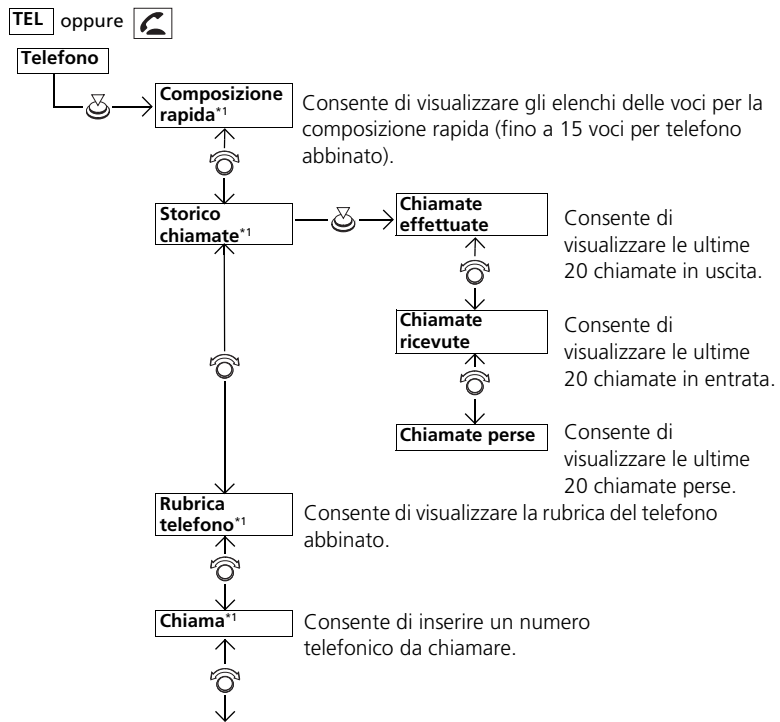 TEL oppure
Telefono
Composizione
rapida*1
Consente di visualizzare gli elenchi delle voci per la
composizione rapida (fino a 15 voci per telefono
abbinato).
Storico
chiamate*1
Chiamate
effettuate
Consente di
visualizzare le ultime
20 chiamate in uscita.
Chiamate
ricevute
Consente di
visualizzare le ultime
20 chiamate in entrata.
Chiamate perse
Consente di
visualizzare le ultime
20 chiamate perse.
Rubrica
telefono*1
Consente di visualizzare la rubrica del telefono
abbinato.
Chiama*1
Consente di inserire un numero
telefonico da chiamare.